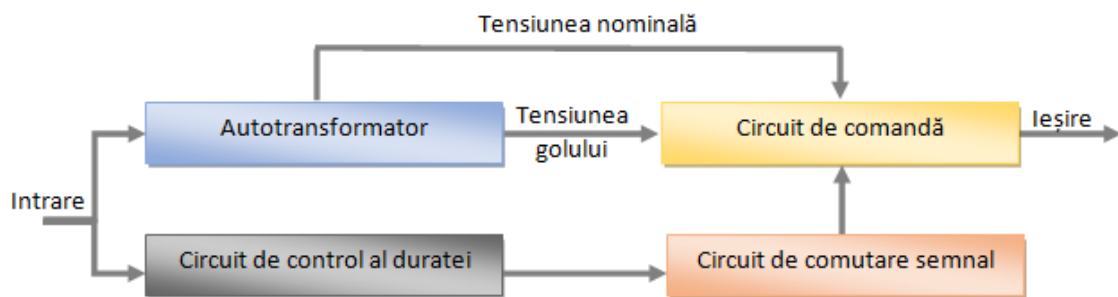 Tensiunea nominală
Autotransformator
Tensiunea
golului
Circuit de comandă
Ieșire
Intrare
Circuit de control al duratei
Circuit de comutare semnal